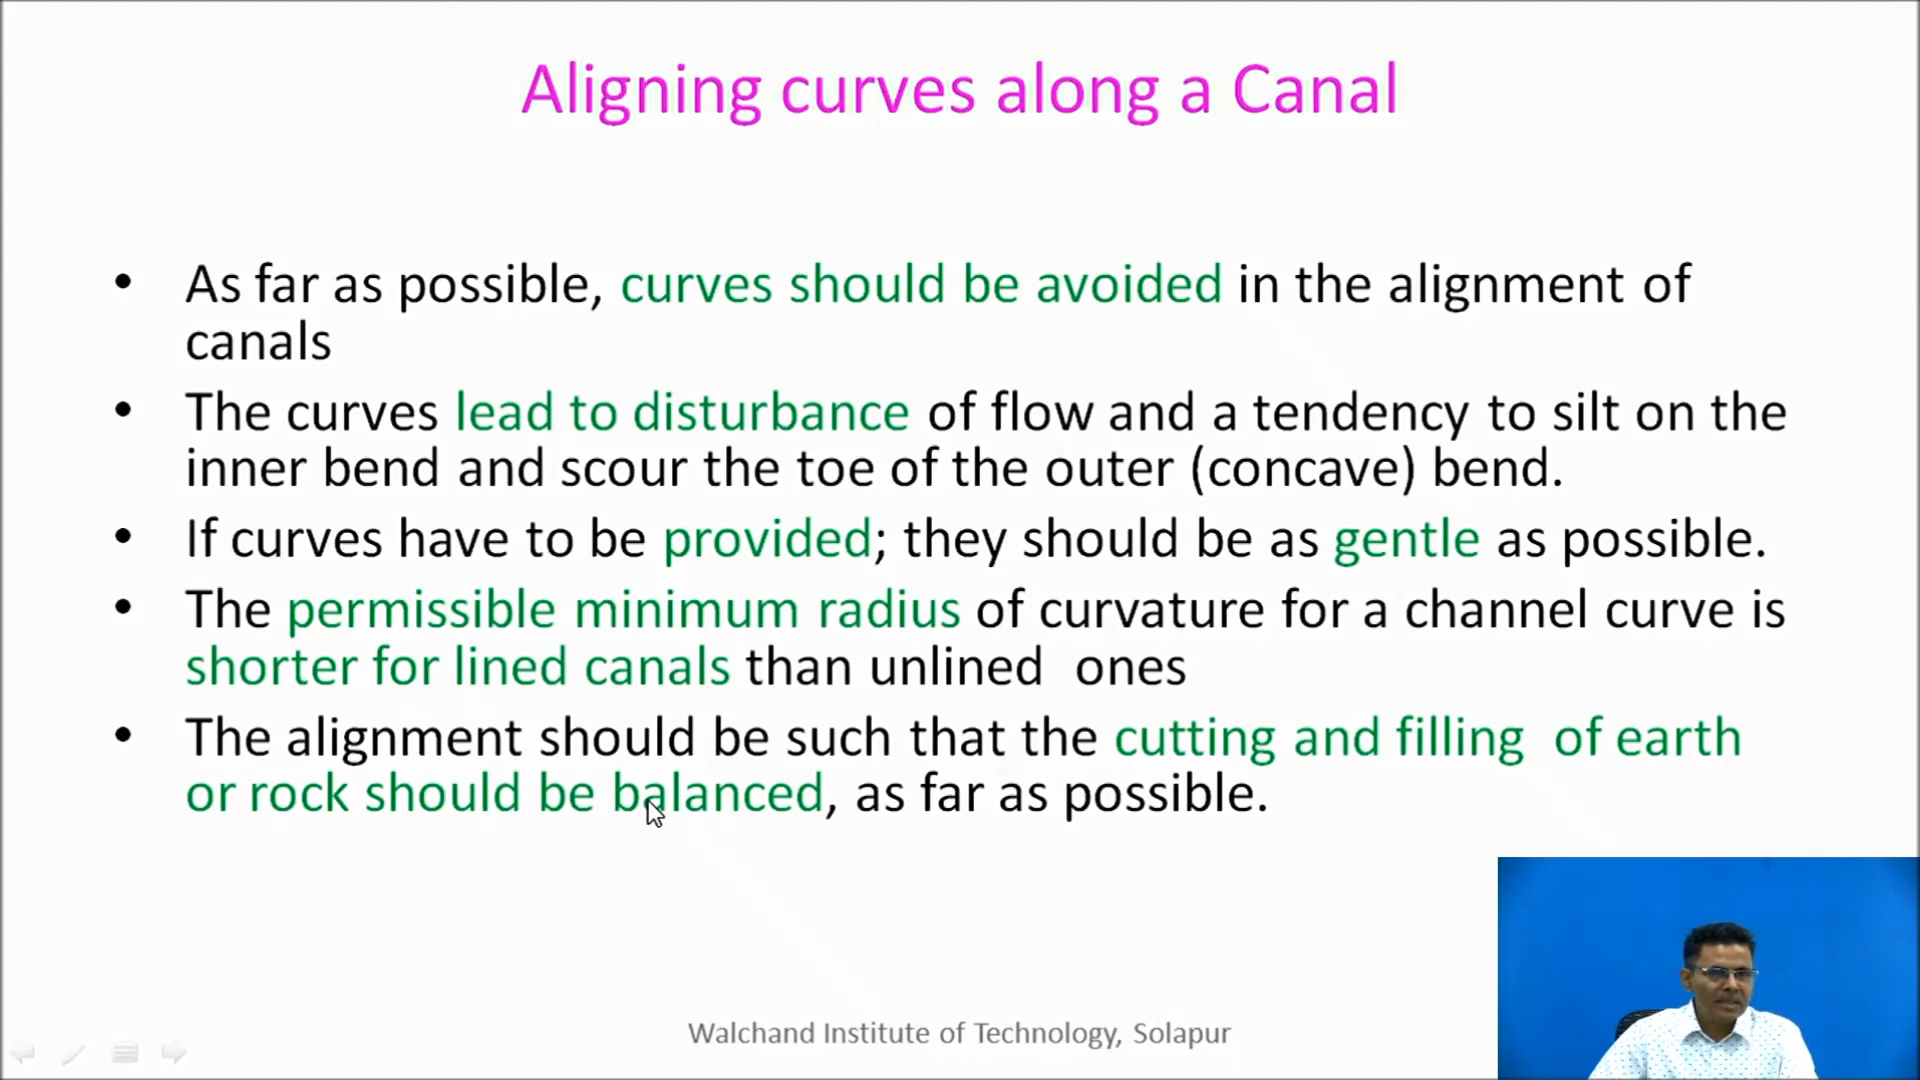 Aligning curves along a Canal
• As far as possible, curves should be avoided in the alignment of
canals
• The curves lead to disturbance of flow and a tendency to silt on the
inner bend and scour the toe of the outer (concave) bend.
• If curves have to be provided; they should be as gentle as possible.
• The permissible minimum radius of curvature for a channel curve is
shorter for lined canals than unlined ones
• The alignment should be such that the cutting and filling of earth
or rock should be balanced, as far as possible.
Walchand Institute of Technology, Solapur